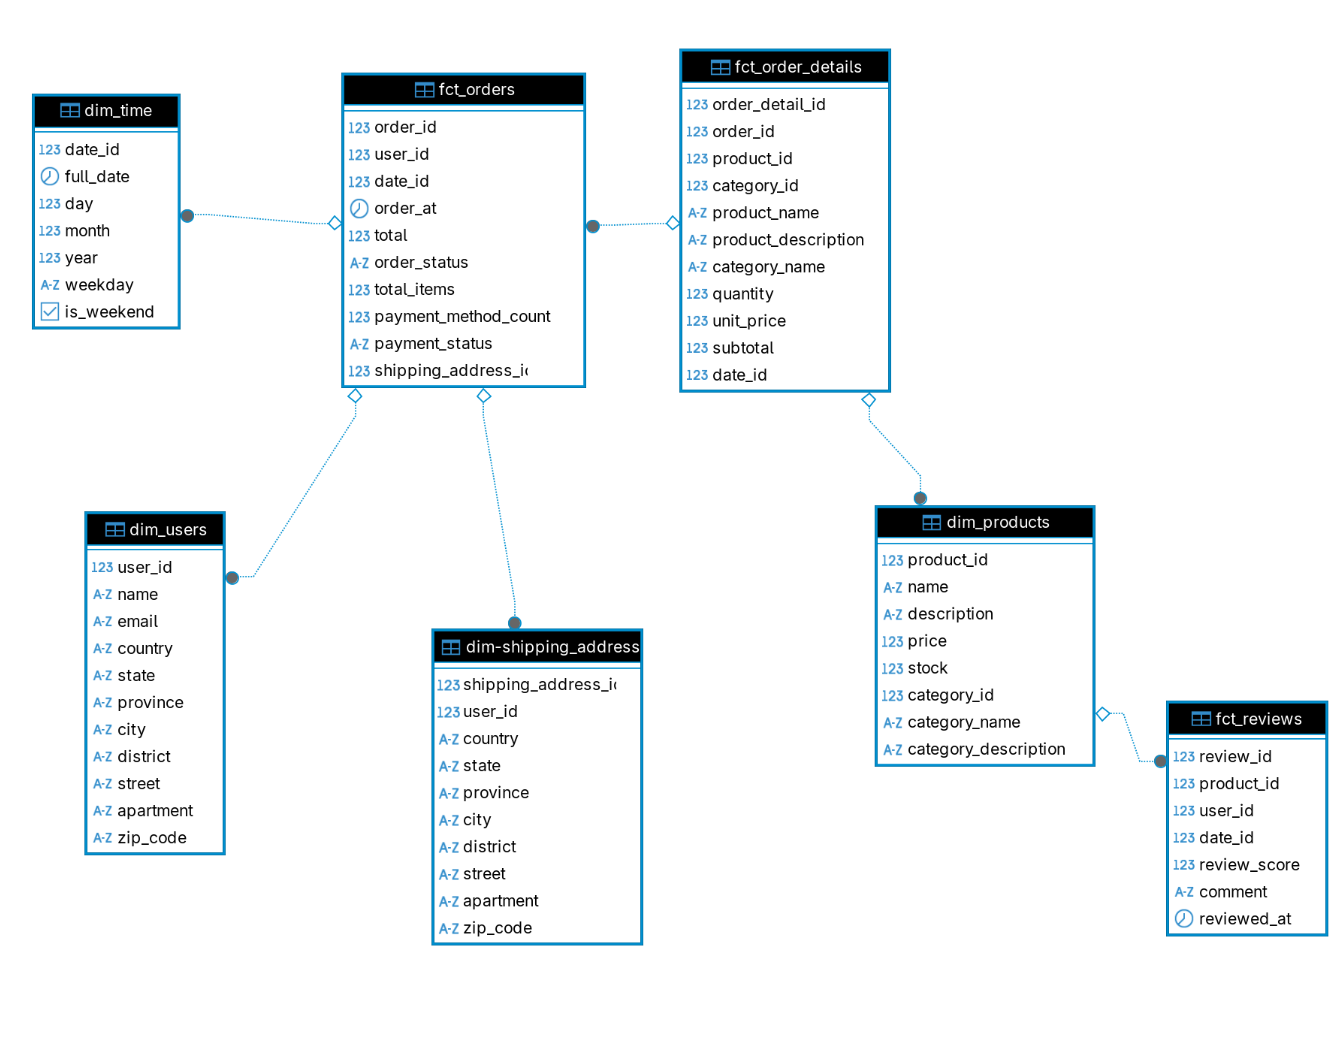 dim_time
123 date_id
full_date
123 day
123 month
123 year
A-Z weekday
is_weekend
fct_orders
123 order_id
123 user_id
123 date_id
order_at
123 total
A-Z order_status
123 total_items
123 payment_method_count
A-Z payment_status
123 shipping_address_i
fct_order_details
123 order_detail_id
123 order_id
123 product_id
123 category_id
A-Z product_name
A-Z product_description
A-Z category_name
123 quantity
123 unit_price
123 subtotal
123 date_id
dim_users
123 user_id
A-Z name
A-Z email
A-Z country
A-Z state
A-Z province
A-Z city
A-Z district
A-Z street
A-Z apartment
A-Z zip_code
dim-shipping_address
123 shipping_address_i
123 user_id
A-Z country
A-Z state
A-Z province
A-Z city
A-Z district
A-Z street
A-Z apartment
A-Z zip_code
dim_products
123 product_id
A-Z name
A-Z description
123 price
123 stock
123 category_id
A-Z category_name
A-Z category_description
fct_reviews
123 review_id
123 product_id
123 user_id
123 date_id
123 review_score
A-Z comment
reviewed_at